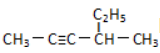 C₂H₅
CH₃ – C≡C – CH – CH₃